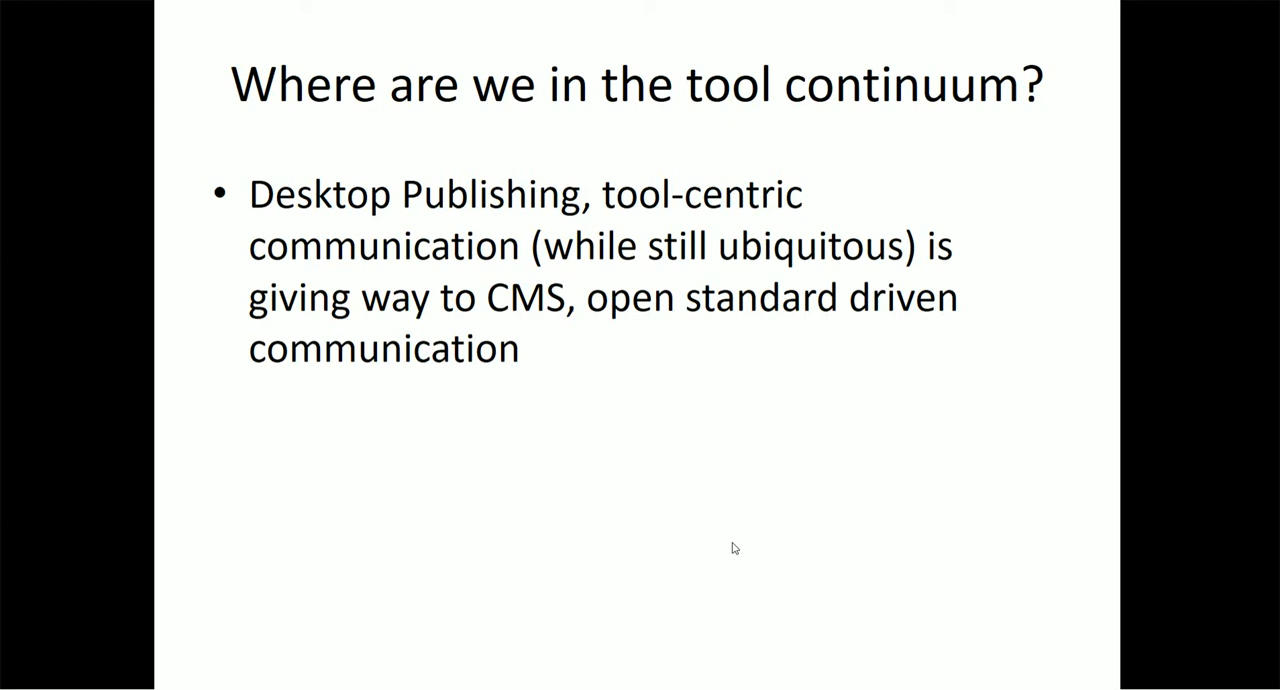 Where are we in the tool continuum?
• Desktop Publishing, tool-centric
communication (while still ubiquitous) is
giving way to CMS, open standard driven
communication